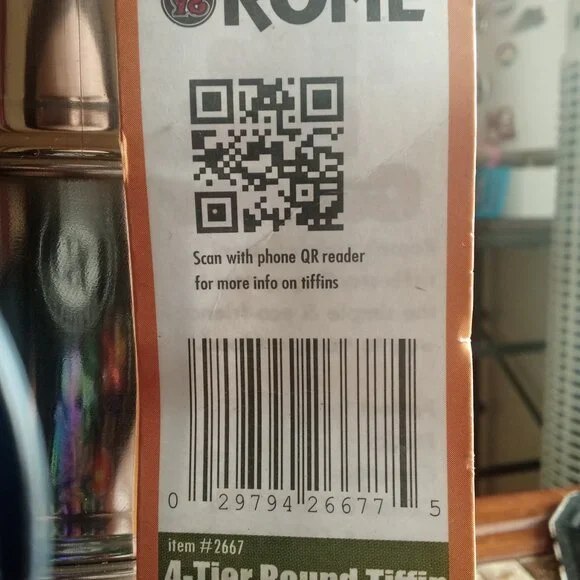 ROME
Scan with phone QR reader
for more info on tiffins
0 29794 26677 5
item #2667
4-Tier Round Tiffin